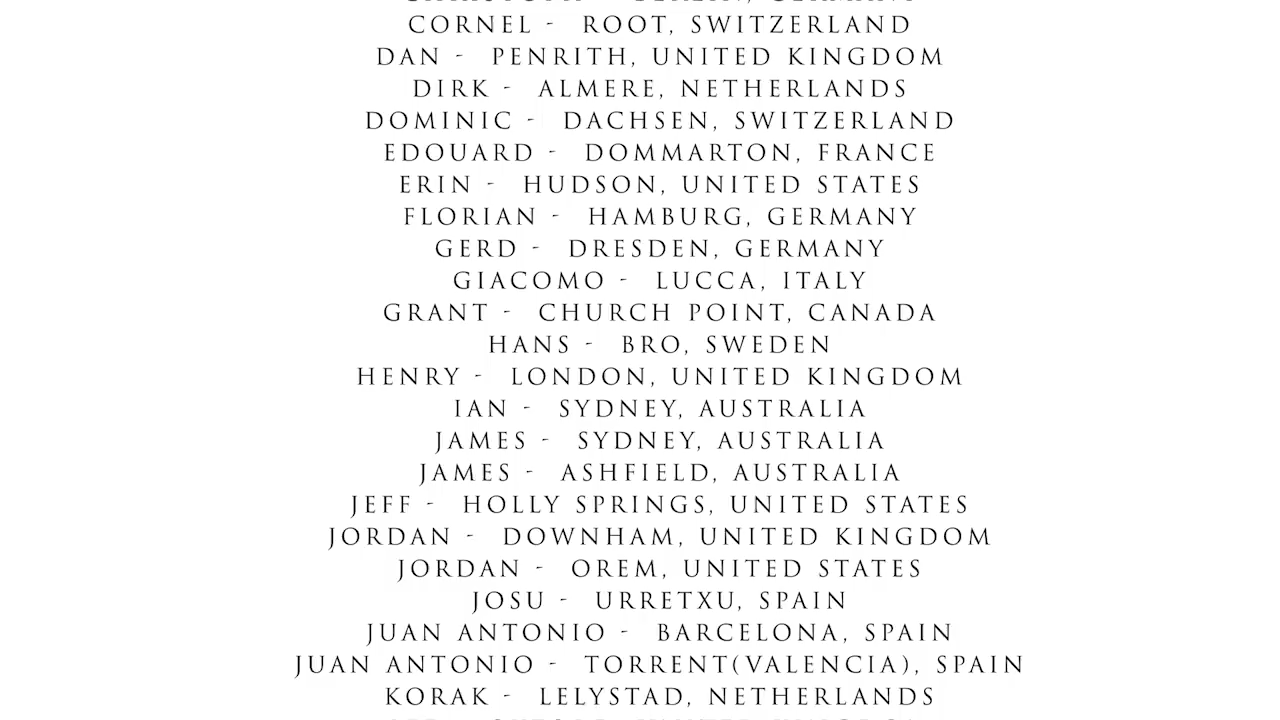 CORNEL - ROOT, SWITZERLAND
DAN - PENRITH, UNITED KINGDOM
DIRK - ALMERE, NETHERLANDS
DOMINIC - DACHSEN, SWITZERLAND
EDOUARD - DOMMARTON, FRANCE
ERIN - HUDSON, UNITED STATES
FLORIAN - HAMBURG, GERMANY
GERD - DRESDEN, GERMANY
GIACOMO - LUCCA, ITALY
GRANT - CHURCH POINT, CANADA
HANS - BRO, SWEDEN
HENRY - LONDON, UNITED KINGDOM
IAN - SYDNEY, AUSTRALIA
JAMES - SYDNEY, AUSTRALIA
JAMES - ASHFIELD, AUSTRALIA
JEFF - HOLLY SPRINGS, UNITED STATES
JORDAN - DOWNHAM, UNITED KINGDOM
JORDAN - OREM, UNITED STATES
JOSU - URRETXU, SPAIN
JUAN ANTONIO - BARCELONA, SPAIN
JUAN ANTONIO - TORRENT(VALENCIA), SPAIN
KORAK - LELYSTAD, NETHERLANDS